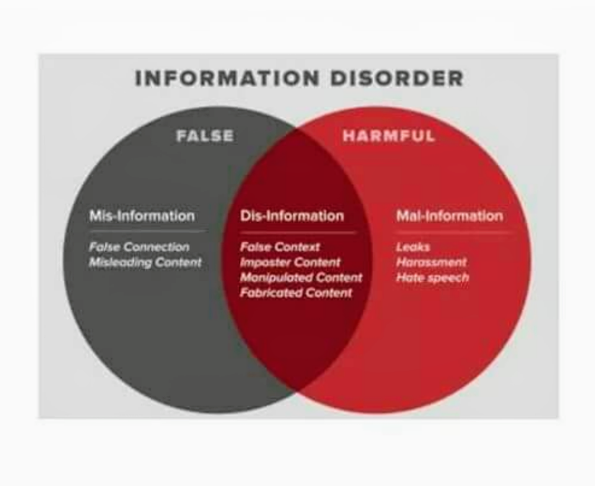 INFORMATION DISORDER
FALSE
HARMFUL
Mis-Information
False Connection
Misleading Content
Dis-Information
False Context
Imposter Content
Manipulated Content
Fabricated Content
Mal-Information
Leaks
Harassment
Hate speech